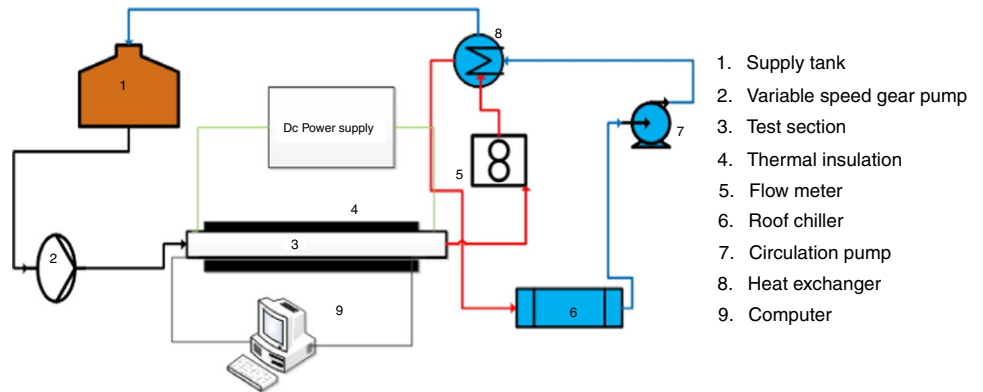 8
1
Dc Power supply
7
5
4
3
2
9
6
1. Supply tank
2. Variable speed gear pump
3. Test section
4. Thermal insulation
5. Flow meter
6. Roof chiller
7. Circulation pump
8. Heat exchanger
9. Computer